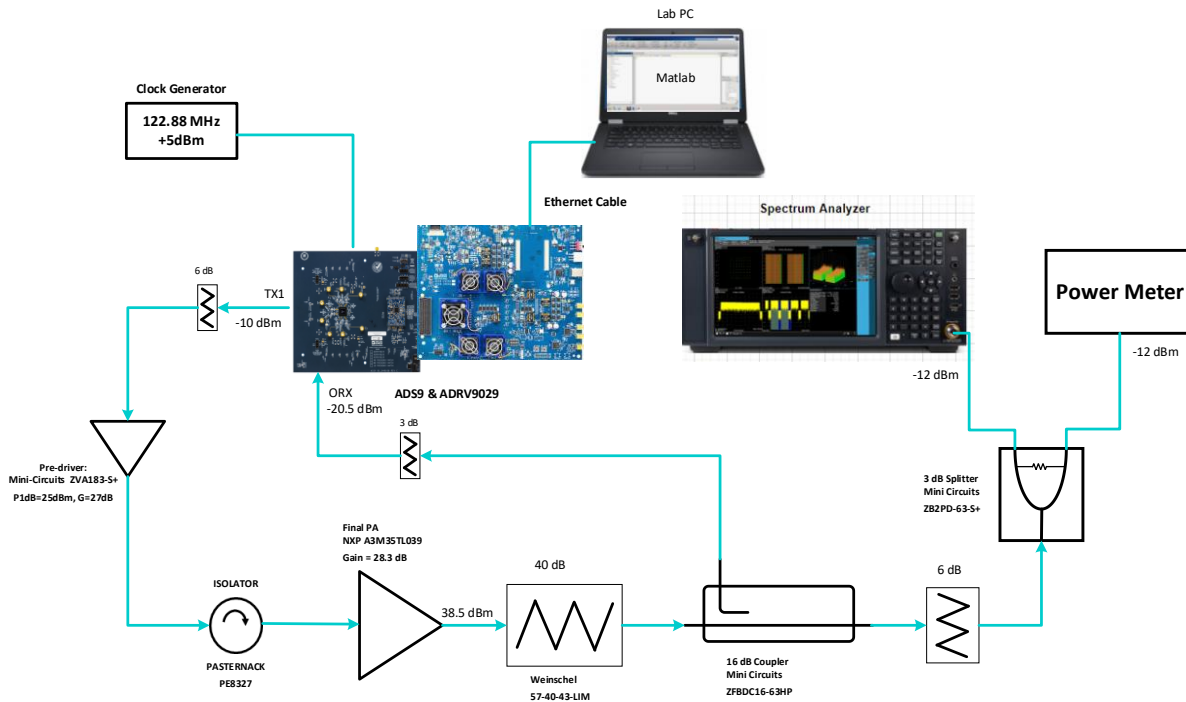 Lab PC
Matlab
Clock Generator
122.88 MHz
+5dBm
Ethernet Cable
Spectrum Analyzer
Power Meter
6 dB
TX1
-10 dBm
-12 dBm
-12 dBm
ORX
-20.5 dBm
ADS9 & ADRV9029
3 dB
Pre-driver:
Mini-Circuits ZVA183-S+
P1dB=25dBm, G=27dB
3 dB Splitter
Mini Circuits
ZB2PD-63-S+
Final PA
NXP A3M35TL039
Gain = 28.3 dB
40 dB
6 dB
ISOLATOR
38.5 dBm
PASTERNACK
PE8327
Weinschel
57-40-43-LIM
16 dB Coupler
Mini Circuits
ZFBDC16-63HP